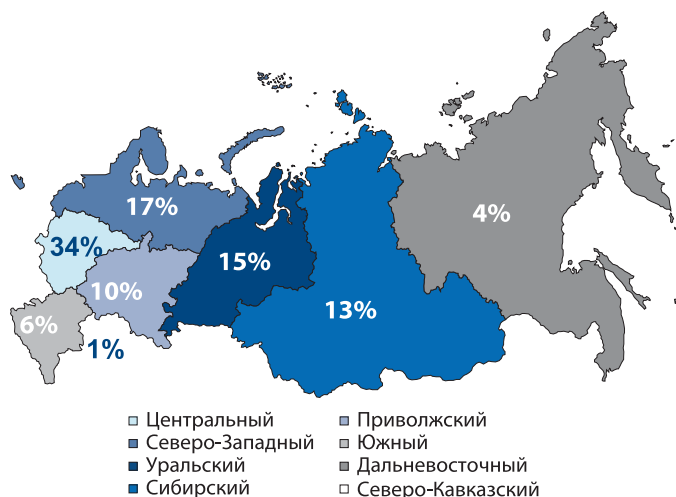 4%
17%
34%
15%
10%
13%
6%
1%
Центральный
Северо-Западный
Уральский
Сибирский
Приволжский
Южный
Дальневосточный
Северо-Кавказский